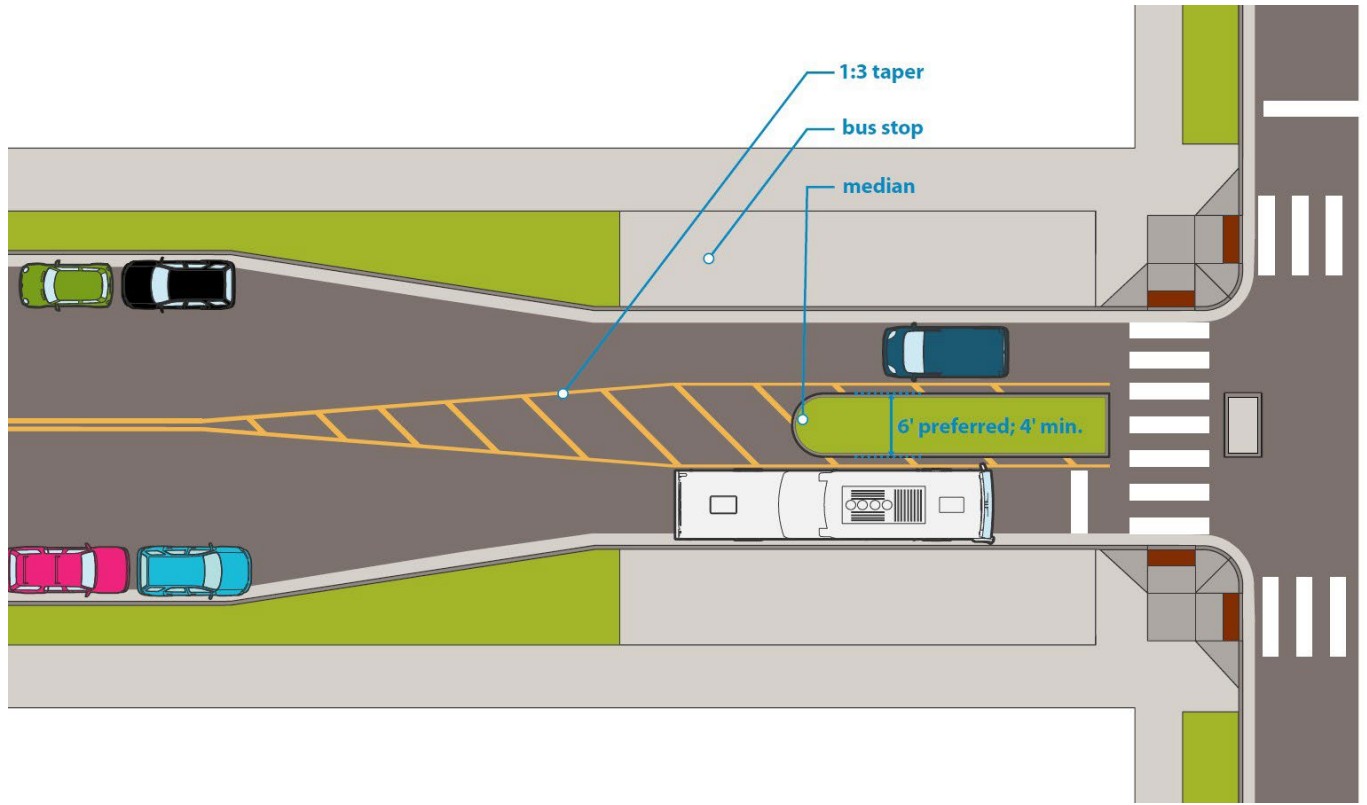 1:3 taper
bus stop
median
6' preferred; 4' min.